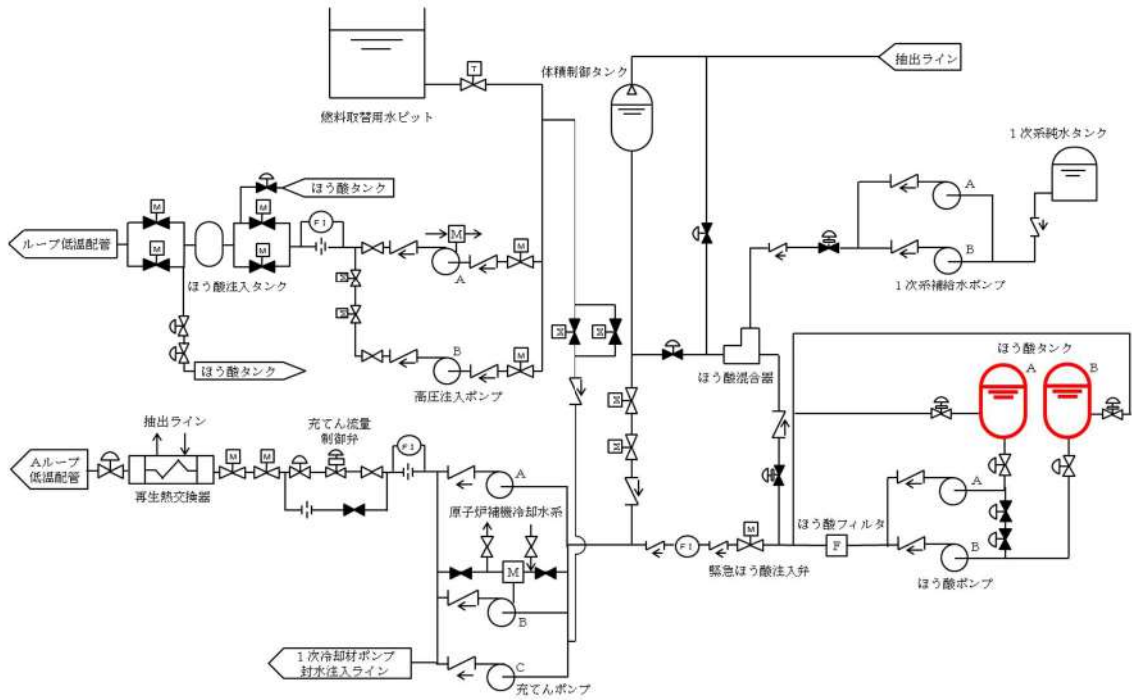 体積制御タンク
抽出ライン
T
燃料取替用水ピット
1次系純水タンク
ほう酸タンク
A
M
M
FI
M
ループ低温配管
B
M
M
M
A
ほう酸注入タンク
1次系補給水ポンプ
M
M
M
ほう酸タンク
A
B
ほう酸混合器
M
B
ほう酸タンク
高圧注入ポンプ
M
抽出ライン
充てん流量
制御弁
FI
M
Aループ
低温配管
M
M
A
A
再生熱交換器
原子炉補機冷却水系
M
ほう酸フィルタ
FI
F
B
緊急ほう酸注入弁
ほう酸ポンプ
M
B
1次冷却材ポンプ
封水注入ライン
C
充てんポンプ